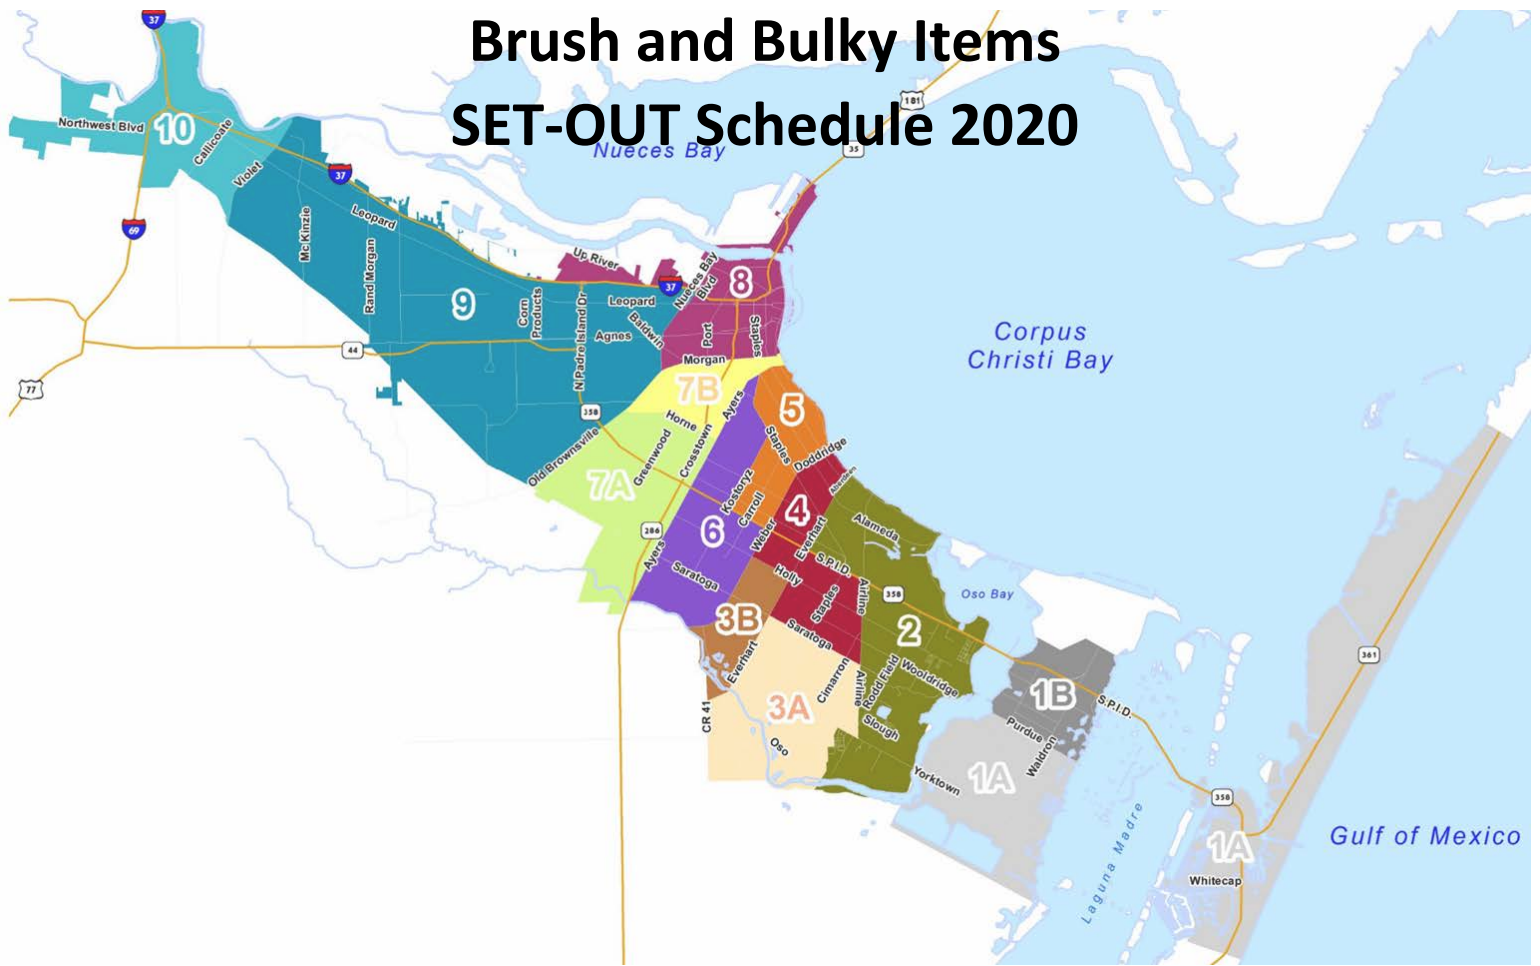 Brush and Bulky Items
SET-OUT Schedule 2020
37
181
35
Nueces Bay
Northwest Blvd
10
Callicoate
Violet
37
69
Leopard
Mc Kinzie
Rand Morgan
Up River
37
Nueces Bay
Blvd
8
9
Corn
Products
N Padre Island Dr
Leopard
Baldwin
Agnes
Port
Staples
Morgan
44
77
Corpus
Christi Bay
7B
358
Horne
Ayers
5
Old Brownsville
Greenwood
Crosstown
Staples
Doddridge
Aberdeen
7A
Kostoryz
Carroll
4
286
6
Weber
Everhart
Alameda
Ayers
Saratoga
S.P.I.D.
Holly
Staples
Airline
358
Oso Bay
3B
Saratoga
2
Everhart
Cimarron
Airline
Rodd Field
Wooldridge
361
1B
S.P.I.D.
CR 41
3A
Slough
Purdue
Waldron
Oso
Yorktown
1A
358
Laguna Madre
1A
Gulf of Mexico
Whitecap